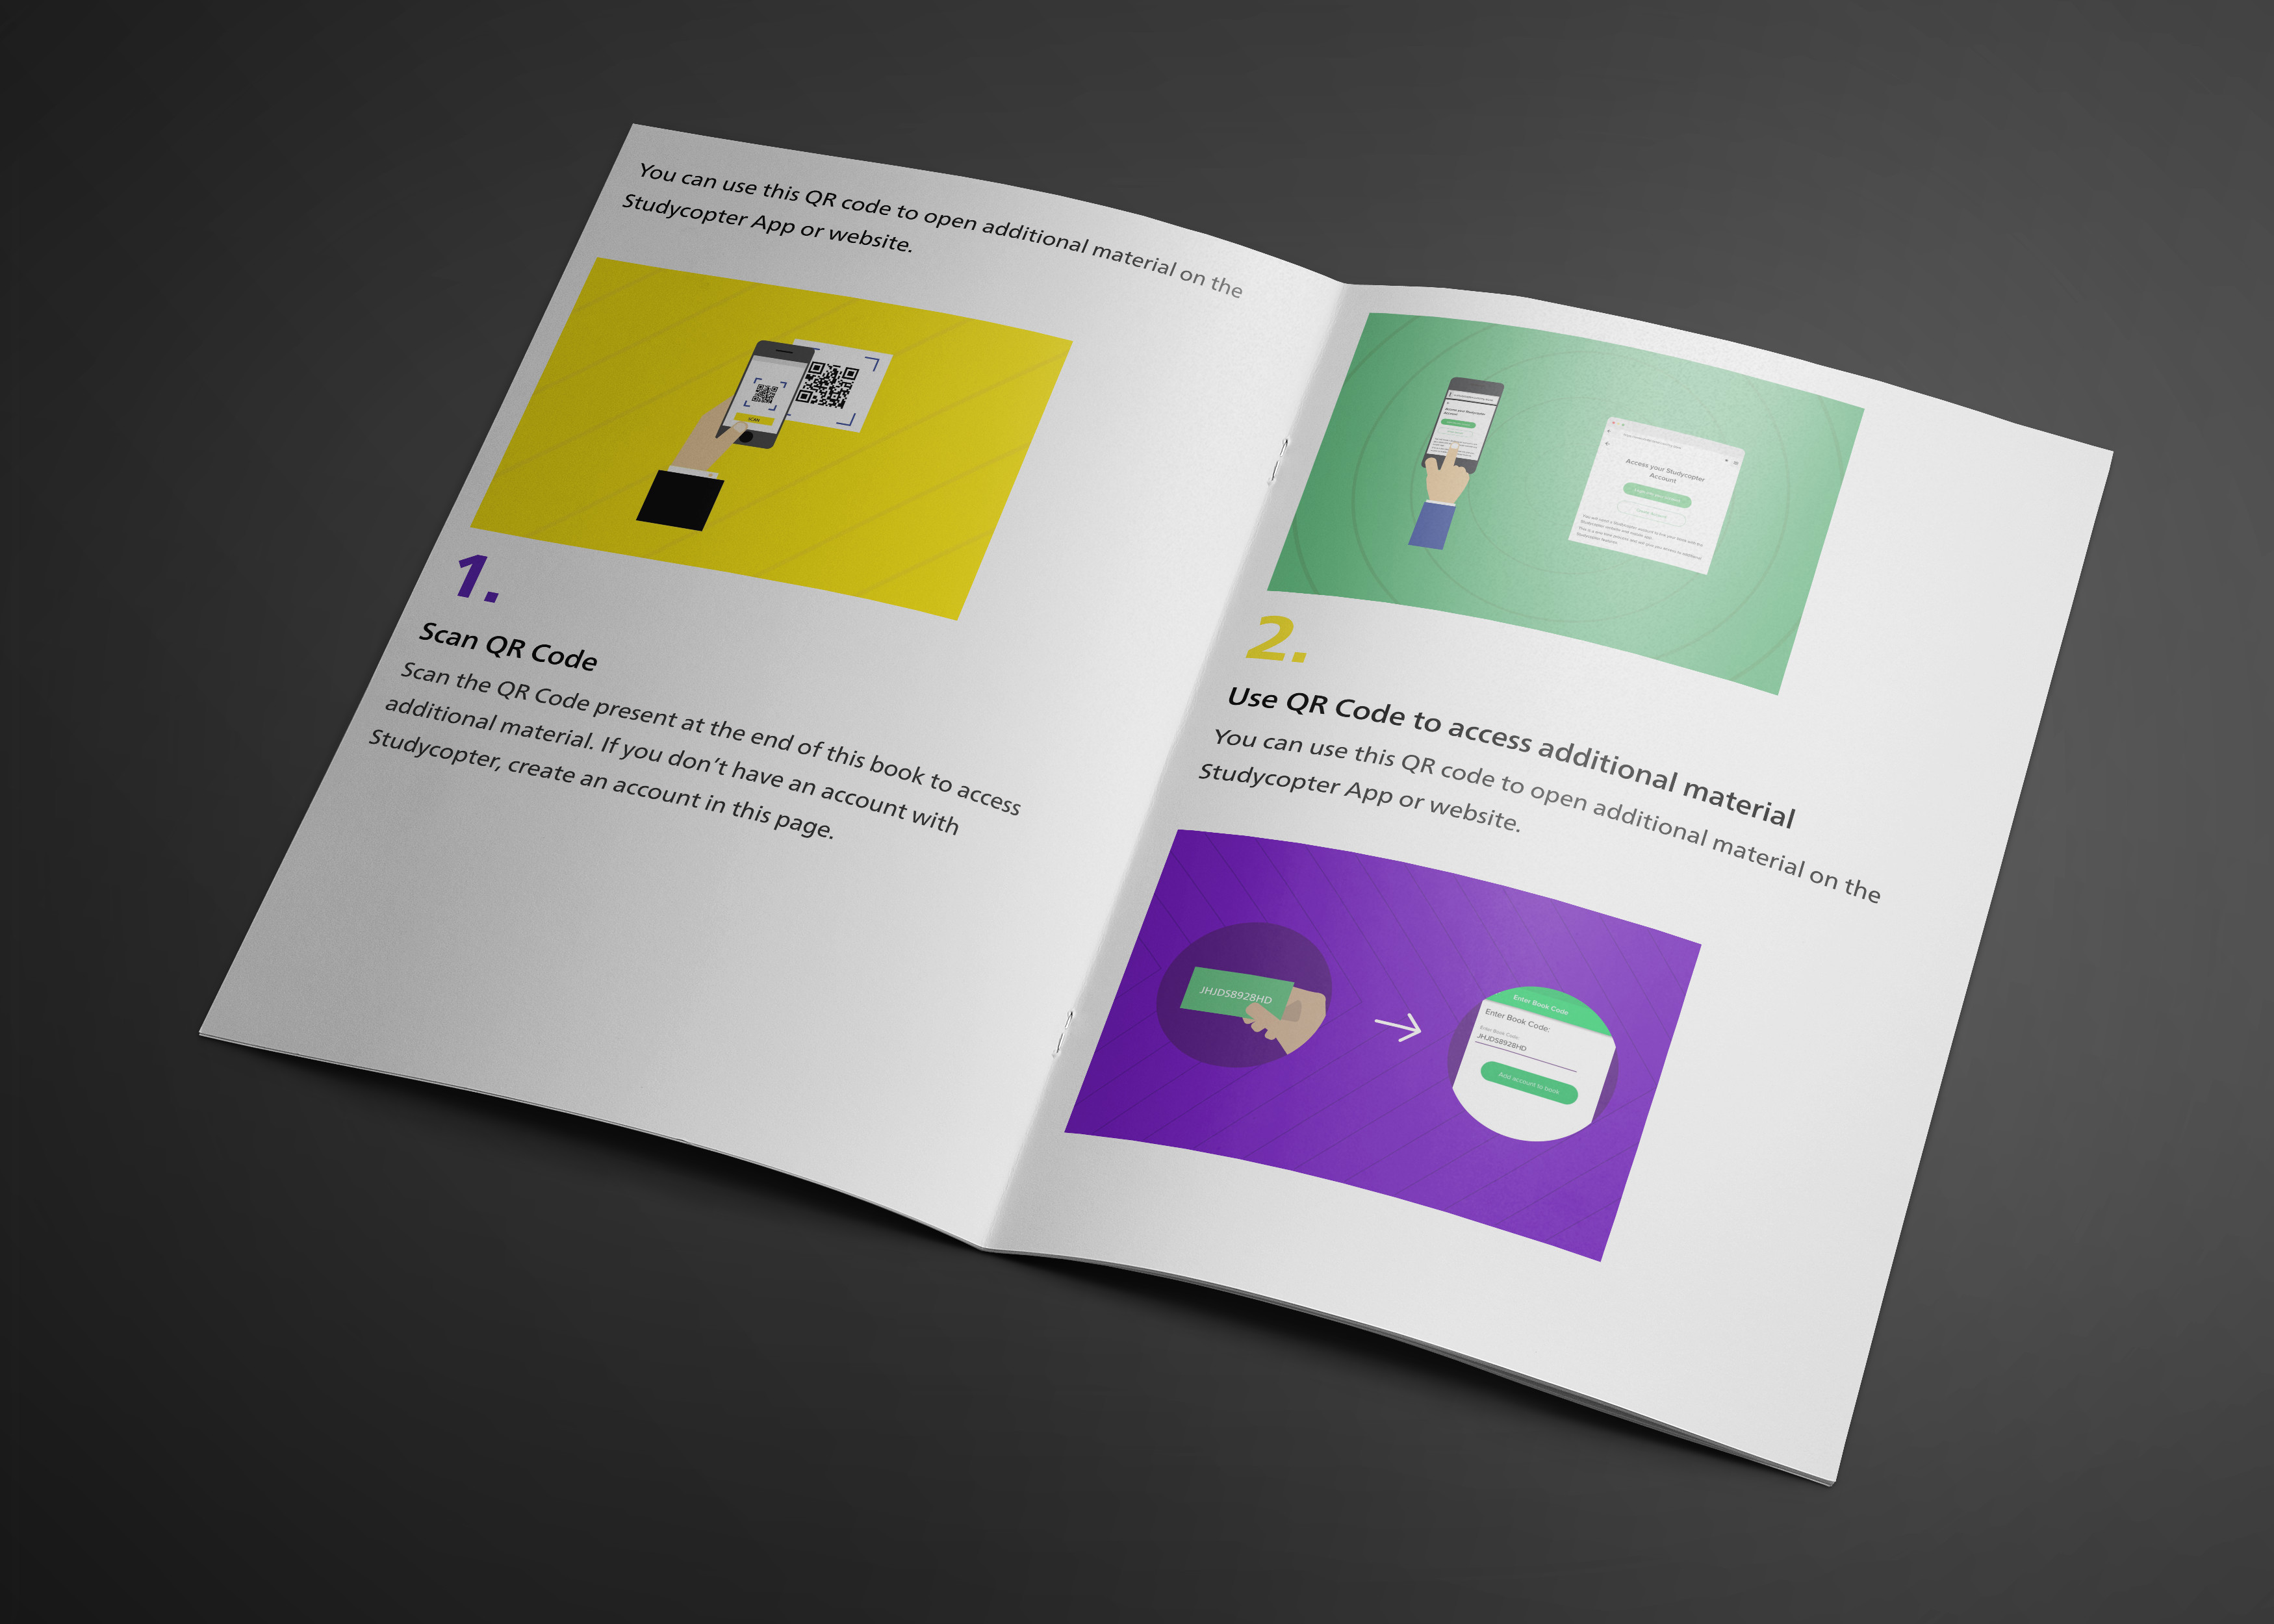 You can use this QR code to open additional material on the
Studycopter App or website.
SCAN
1.
Scan QR Code
Scan the QR Code present at the end of this book to access
additional material. If you don’t have an account with
Studycopter, create an account in this page.
Access your Studycopter
Account
Access your Studycopter
Account
2.
Use QR Code to access additional material
You can use this QR code to open additional material on the
Studycopter App or website.
JHJDS8928HD
Enter Book Code
Enter Book Code:
Enter Book Code
JHJDS8928HD
Add account to book